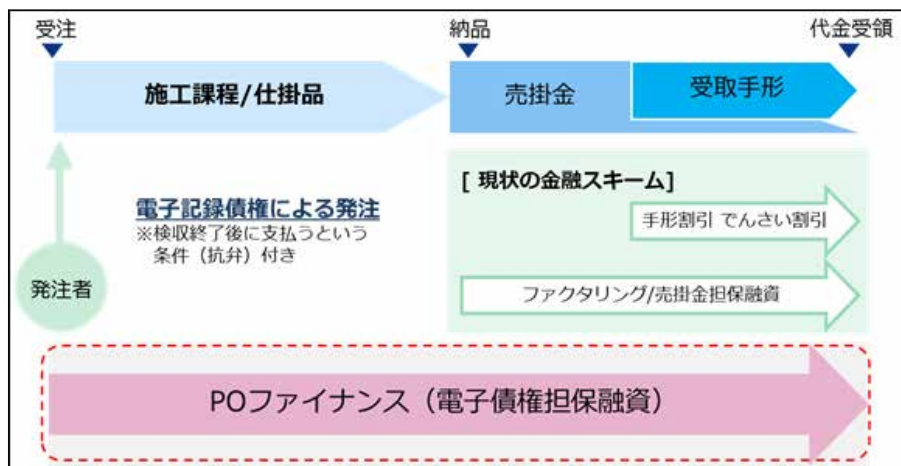 受注
納品
代金受領
施工課程/仕掛品
売掛金
受取手形
[ 現状の金融スキーム]
電子記録債権による発注
※検収終了後に支払うという
条件（抗弁）付き
手形割引 でんさい割引
発注者
ファクタリング/売掛金担保融資
POファイナンス（電子債権担保融資）